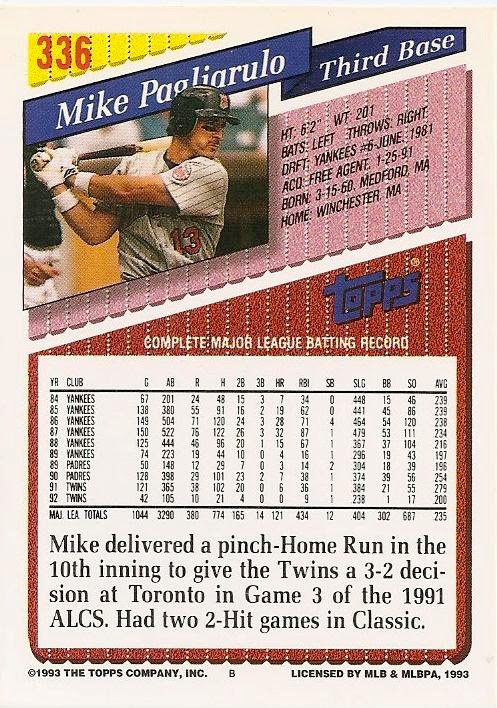 336
Mike Pagliarulo
Third Base
HT: 6'2" WT: 201
BATS: LEFT THROWS: RIGHT
DRFT: YANKEES #6-JUNE, 1981
ACQ: FREE AGENT, 1-25-91
BORN: 3-15-60, MEDFORD, MA
HOME: WINCHESTER, MA
13
TOPPS®
COMPLETE MAJOR LEAGUE BATTING RECORD
YR CLUB G AB R H 2B 3B HR RBI SB SLG BB SO AVG
84 YANKEES 67 201 24 48 15 3 7 34 0 448 15 46 239
85 YANKEES 138 380 55 91 16 2 19 62 0 441 45 86 239
86 YANKEES 149 504 71 120 24 3 28 71 4 464 54 120 238
87 YANKEES 150 522 76 122 26 3 32 87 1 479 53 111 234
88 YANKEES 125 444 46 96 20 1 15 67 1 367 37 104 216
89 YANKEES 74 223 19 44 10 0 4 16 1 296 19 43 197
89 PADRES 50 148 12 29 7 0 3 14 2 304 18 39 196
90 PADRES 128 398 29 101 23 2 7 38 1 374 39 56 254
91 TWINS 121 365 38 102 20 0 6 36 1 384 21 55 279
92 TWINS 42 105 10 21 4 0 0 9 1 238 1 17 200
MAJ. LEA. TOTALS 1044 3290 380 774 165 14 121 434 12 404 302 687 235
Mike delivered a pinch-Home Run in the
10th inning to give the Twins a 3-2 deci-
sion at Toronto in Game 3 of the 1991
ALCS. Had two 2-Hit games in Classic.
©1993 THE TOPPS COMPANY, INC. B LICENSED BY MLB & MLBPA, 1993